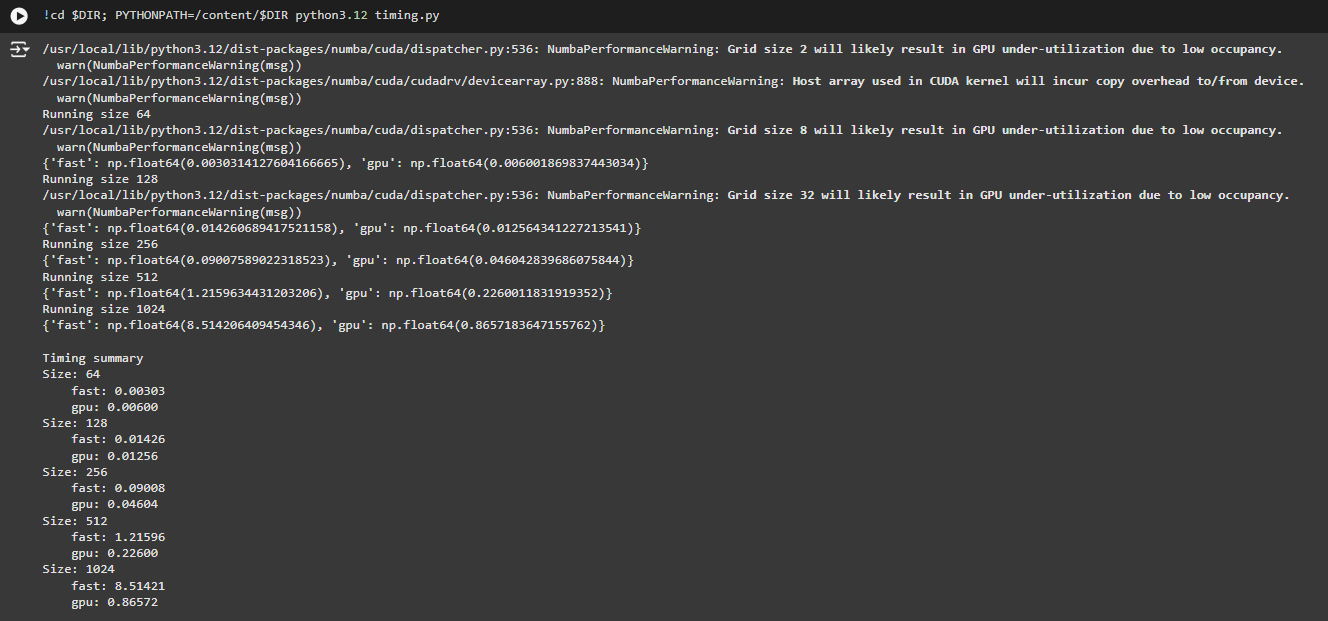 !cd $DIR; PYTHONPATH=/content/$DIR python3.12 timing.py
/usr/local/lib/python3.12/dist-packages/numba/cuda/dispatcher.py:536: NumbaPerformanceWarning: Grid size 2 will likely result in GPU under-utilization due to low occupancy.
  warn(NumbaPerformanceWarning(msg))
/usr/local/lib/python3.12/dist-packages/numba/cuda/cudadrv/devicearray.py:888: NumbaPerformanceWarning: Host array used in CUDA kernel will incur copy overhead to/from device.
  warn(NumbaPerformanceWarning(msg))
Running size 64
/usr/local/lib/python3.12/dist-packages/numba/cuda/dispatcher.py:536: NumbaPerformanceWarning: Grid size 8 will likely result in GPU under-utilization due to low occupancy.
  warn(NumbaPerformanceWarning(msg))
{'fast': np.float64(0.0030314127604166665), 'gpu': np.float64(0.006001869837443034)}
Running size 128
/usr/local/lib/python3.12/dist-packages/numba/cuda/dispatcher.py:536: NumbaPerformanceWarning: Grid size 32 will likely result in GPU under-utilization due to low occupancy.
  warn(NumbaPerformanceWarning(msg))
{'fast': np.float64(0.014260689417521158), 'gpu': np.float64(0.012564341227213541)}
Running size 256
{'fast': np.float64(0.09007589022318523), 'gpu': np.float64(0.046042839686075844)}
Running size 512
{'fast': np.float64(1.2159634431203206), 'gpu': np.float64(0.2260011831919352)}
Running size 1024
{'fast': np.float64(8.514206409454346), 'gpu': np.float64(0.8657183647155762)}

Timing summary
Size: 64
    fast: 0.00303
    gpu: 0.00600
Size: 128
    fast: 0.01426
    gpu: 0.01256
Size: 256
    fast: 0.09008
    gpu: 0.04604
Size: 512
    fast: 1.21596
    gpu: 0.22600
Size: 1024
    fast: 8.51421
    gpu: 0.86572